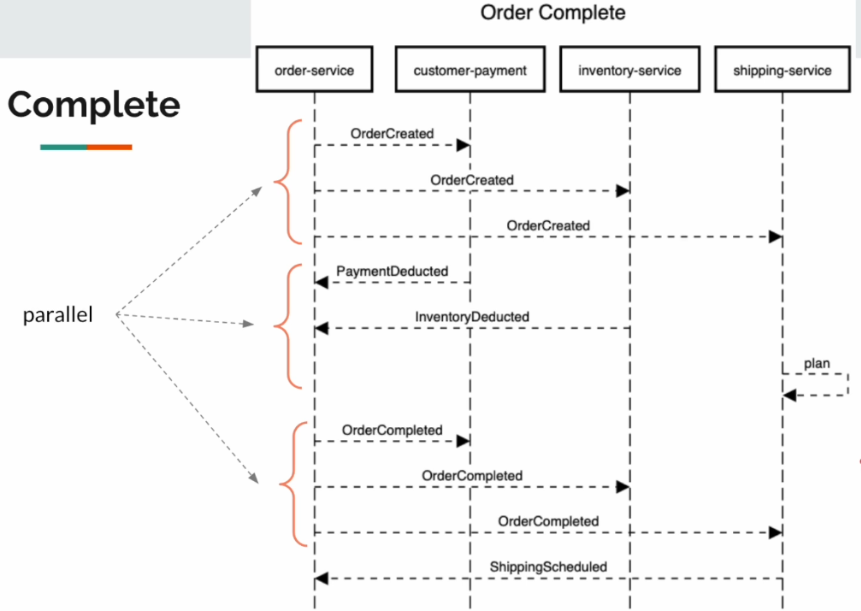 Order Complete
order-service
customer-payment
inventory-service
shipping-service
Complete
OrderCreated
OrderCreated
OrderCreated
PaymentDeducted
parallel
InventoryDeducted
plan
OrderCompleted
OrderCompleted
OrderCompleted
ShippingScheduled